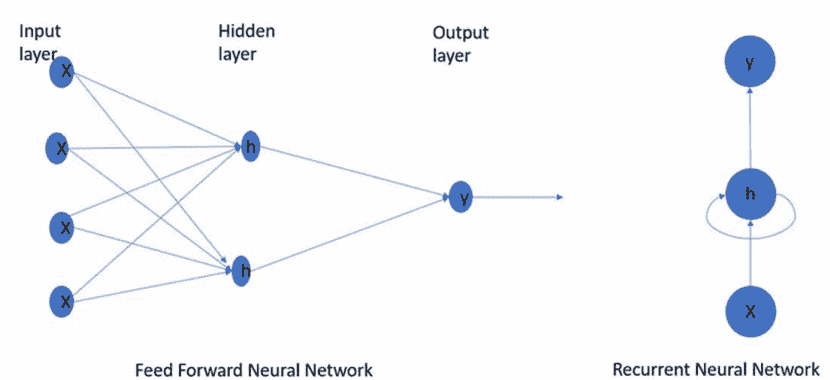 Input
layer
Hidden
layer
Output
layer
X
X
X
X
h
h
y
Feed Forward Neural Network
y
h
X
Recurrent Neural Network